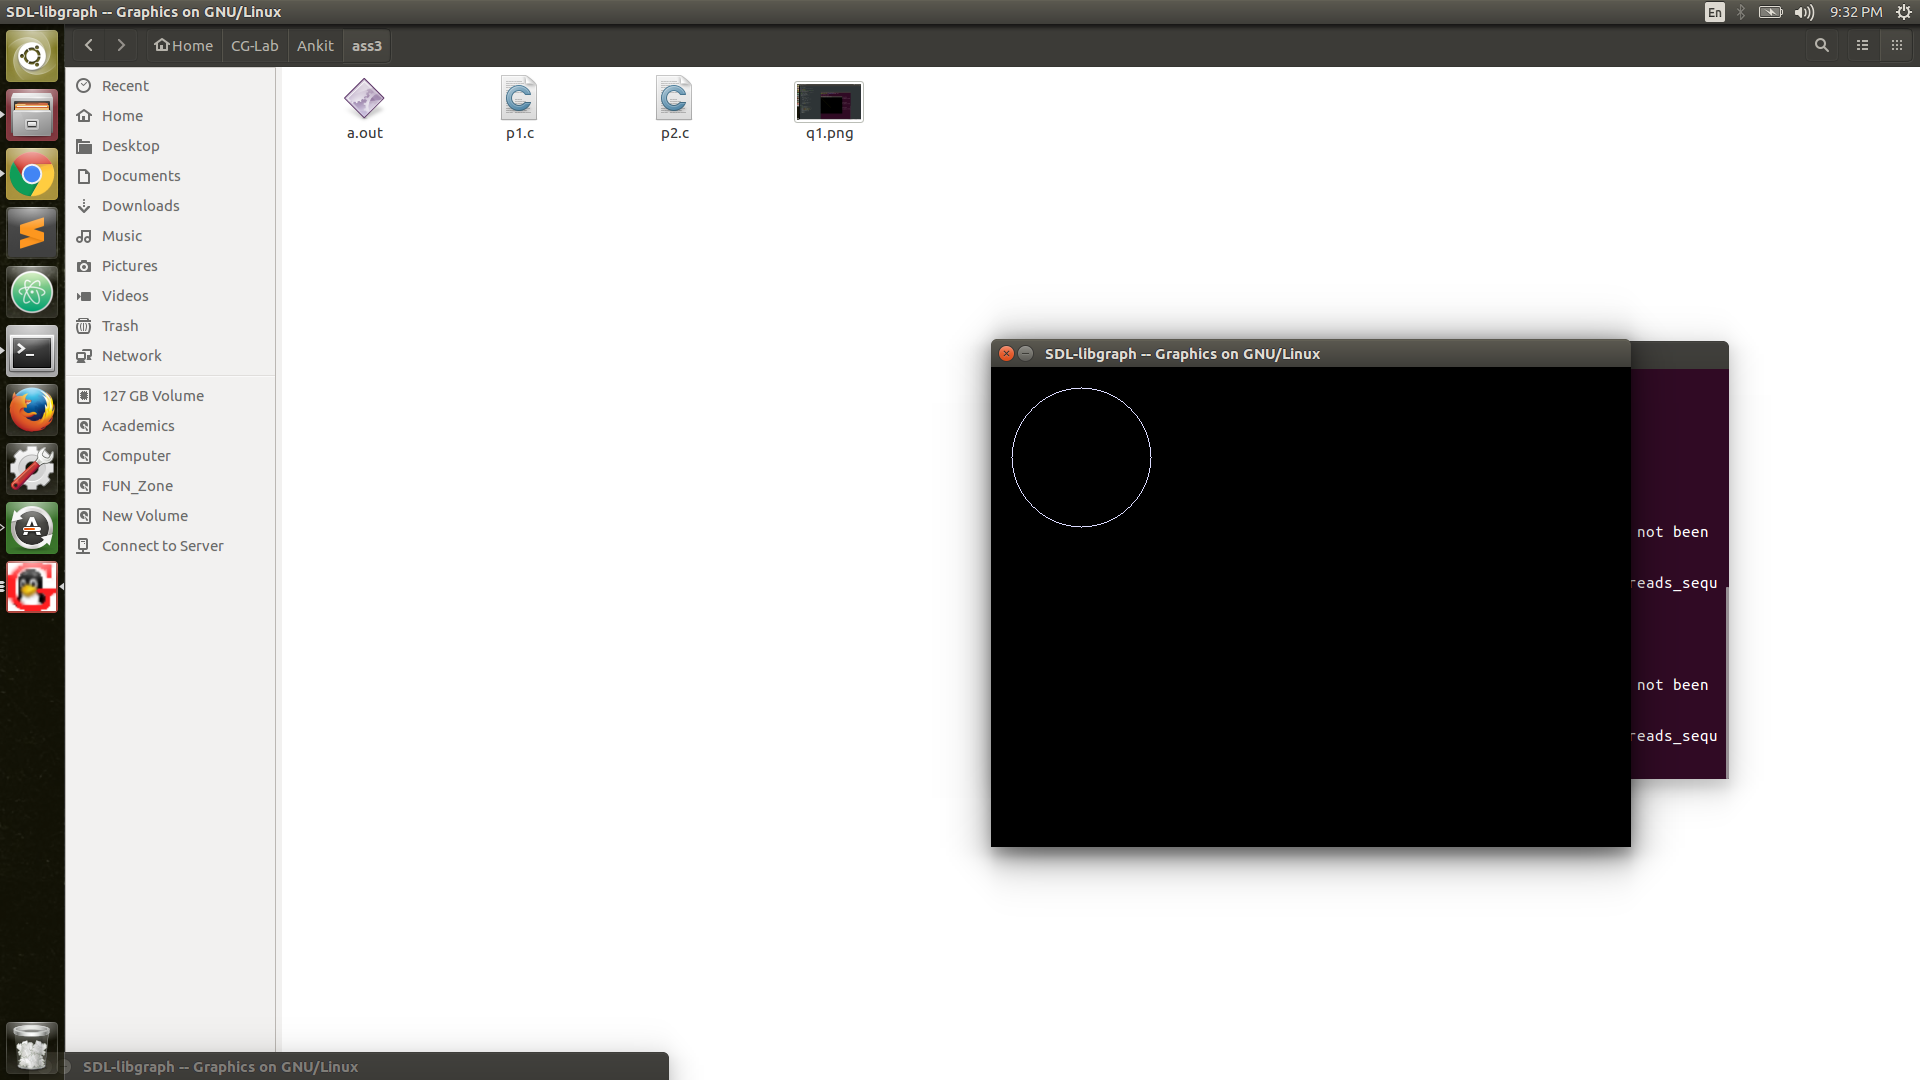 SDL-libgraph -- Graphics on GNU/Linux
En
9:32 PM
Home
CG-Lab
Ankit
ass3
Recent
Home
Desktop
Documents
Downloads
Music
Pictures
Videos
Trash
Network
127 GB Volume
Academics
Computer
FUN_Zone
New Volume
Connect to Server
a.out
p1.c
p2.c
q1.png
SDL-libgraph -- Graphics on GNU/Linux
not been
reads_sequ
not been
reads_sequ
SDL-libgraph -- Graphics on GNU/Linux